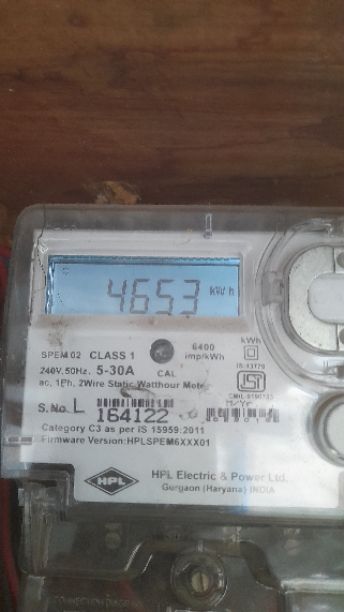 4653 kWh
SPEM 02 CLASS 1
240V, 50Hz, 5-30A CAL 6400 imp/kWh kWh
ac, 1Ph, 2Wire Static Watthour Meter
IS-13779
S.No. L 164122
Category C3 as per IS 15959:2011
Firmware Version:HPLSPEM6XXX01
HPL HPL Electric & Power Ltd.
Gurgaon (Haryana) INDIA